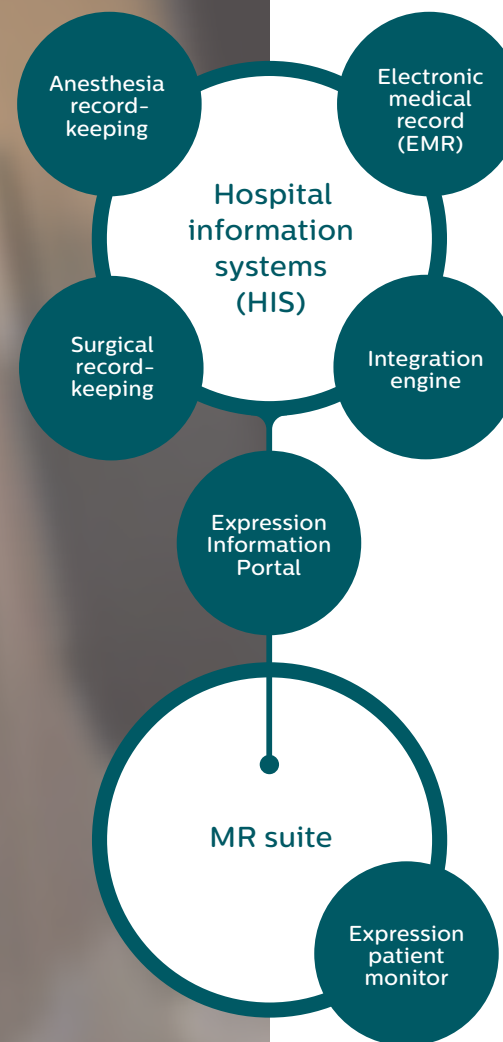 Anesthesia
record-
keeping
Electronic
medical
record
(EMR)
Hospital
information
systems
(HIS)
Surgical
record-
keeping
Integration
engine
Expression
Information
Portal
MR suite
Expression
patient
monitor